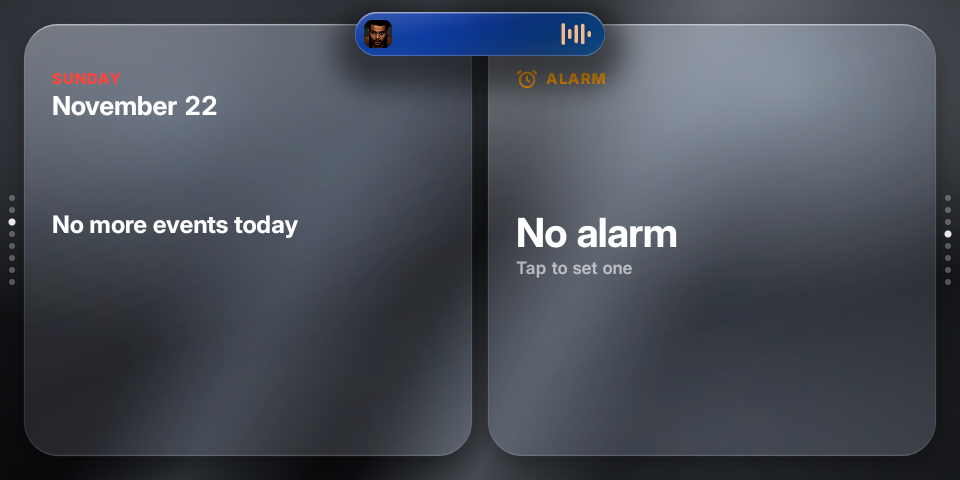 SUNDAY
November 22
No more events today
ALARM
No alarm
Tap to set one